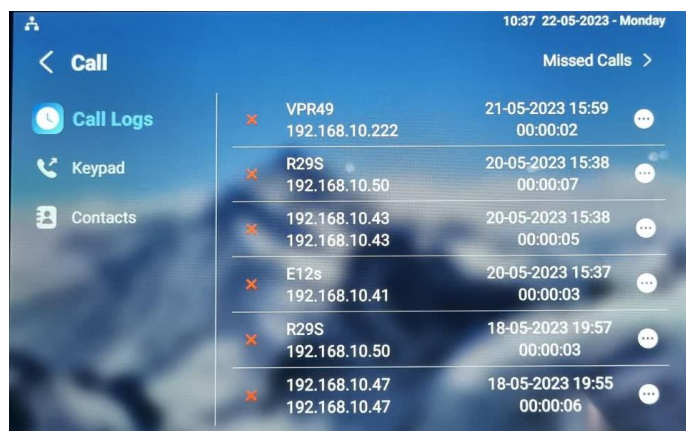 10:37 22-05-2023 - Monday
Call
Missed Calls
Call Logs
Keypad
Contacts
VPR49
192.168.10.222
21-05-2023 15:59
00:00:02
R29S
192.168.10.50
20-05-2023 15:38
00:00:07
192.168.10.43
192.168.10.43
20-05-2023 15:38
00:00:05
E12s
192.168.10.41
20-05-2023 15:37
00:00:03
R29S
192.168.10.50
18-05-2023 19:57
00:00:03
192.168.10.47
192.168.10.47
18-05-2023 19:55
00:00:06